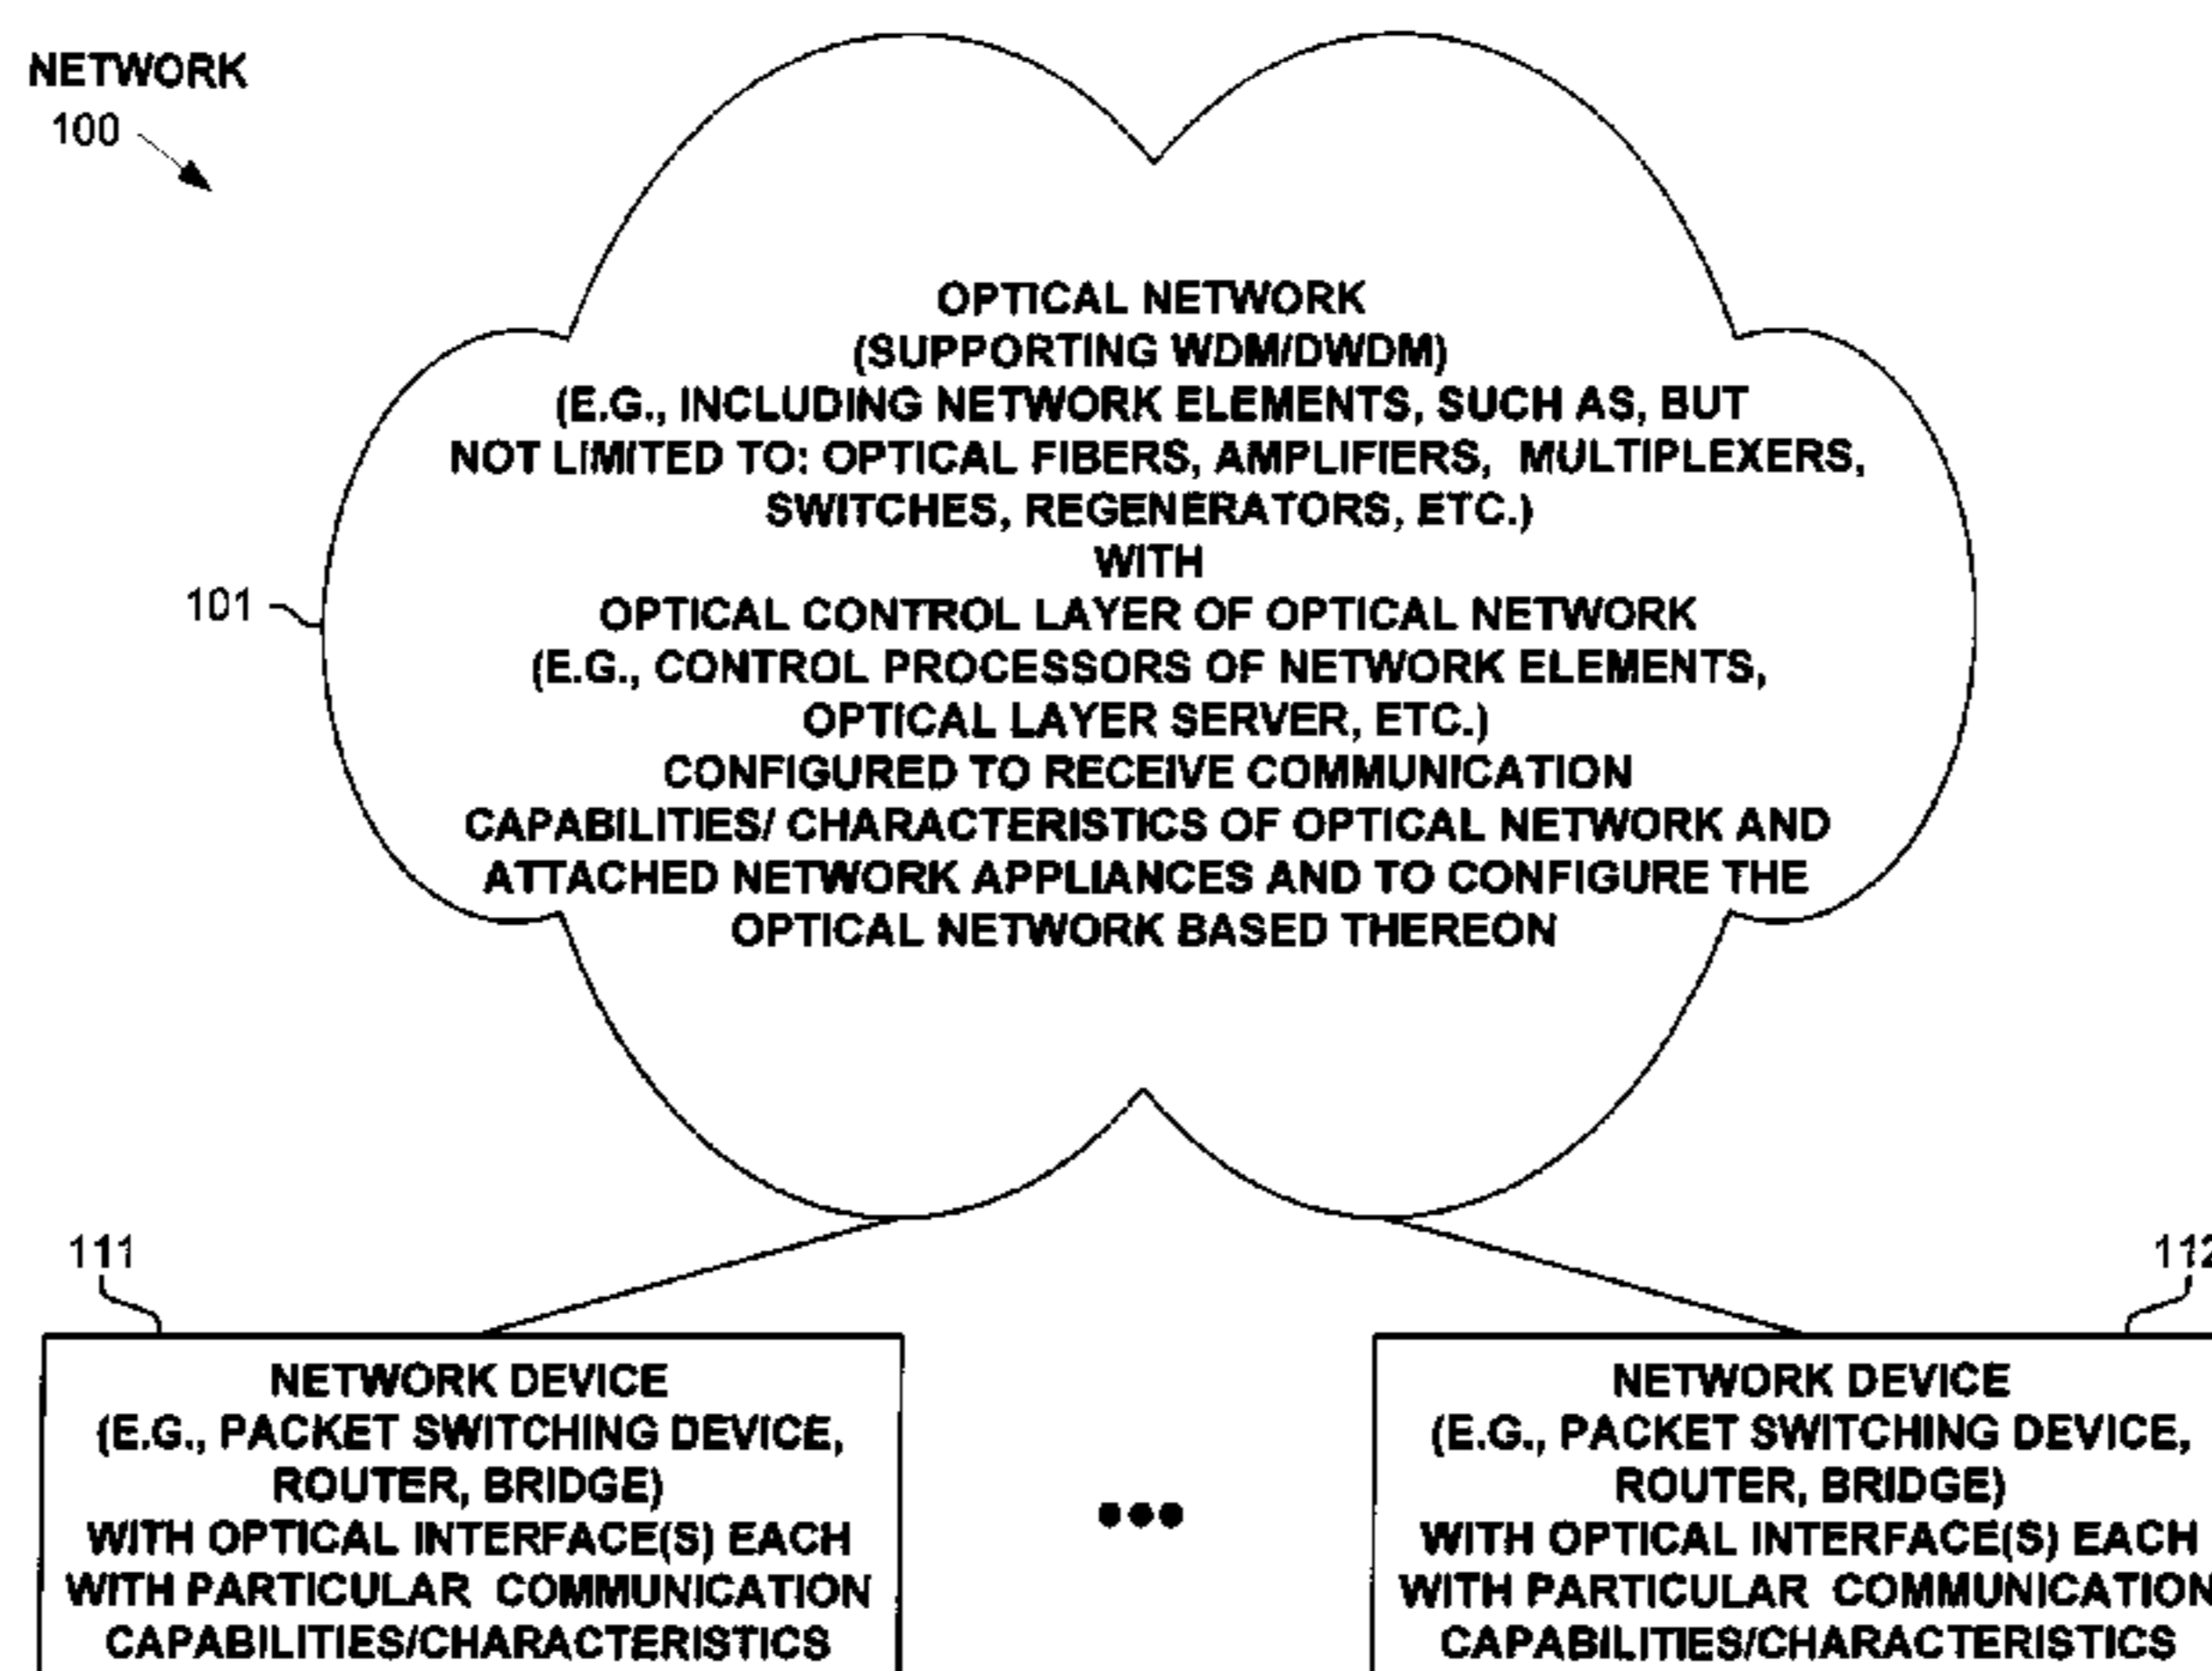 NETWORK
100
OPTICAL NETWORK
(SUPPORTING WDM/DWDM)
(E.G., INCLUDING NETWORK ELEMENTS, SUCH AS, BUT
NOT LIMITED TO: OPTICAL FIBERS, AMPLIFIERS, MULTIPLEXERS,
SWITCHES, REGENERATORS, ETC.)
WITH
101
OPTICAL CONTROL LAYER OF OPTICAL NETWORK
(E.G., CONTROL PROCESSORS OF NETWORK ELEMENTS,
OPTICAL LAYER SERVER, ETC.)
CONFIGURED TO RECEIVE COMMUNICATION
CAPABILITIES/ CHARACTERISTICS OF OPTICAL NETWORK AND
ATTACHED NETWORK APPLIANCES AND TO CONFIGURE THE
OPTICAL NETWORK BASED THEREON
111
NETWORK DEVICE
(E.G., PACKET SWITCHING DEVICE,
ROUTER, BRIDGE)
WITH OPTICAL INTERFACE(S) EACH
WITH PARTICULAR COMMUNICATION
CAPABILITIES/CHARACTERISTICS
•••
112
NETWORK DEVICE
(E.G., PACKET SWITCHING DEVICE,
ROUTER, BRIDGE)
WITH OPTICAL INTERFACE(S) EACH
WITH PARTICULAR COMMUNICATION
CAPABILITIES/CHARACTERISTICS